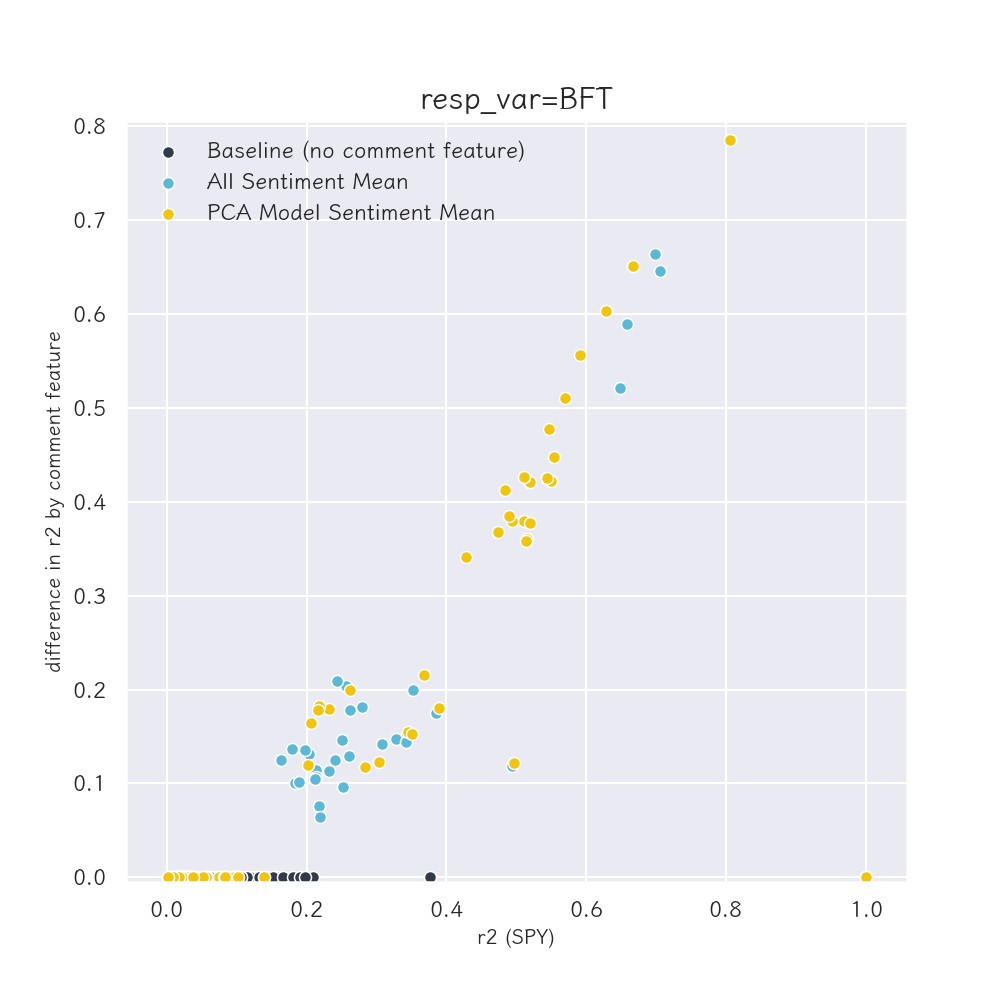 resp_var=BFT
0.8
0.7
0.6
0.5
0.4
0.3
0.2
0.1
0.0
difference in r2 by comment feature
Baseline (no comment feature)
All Sentiment Mean
PCA Model Sentiment Mean
0.0 0.2 0.4 0.6 0.8 1.0
r2 (SPY)